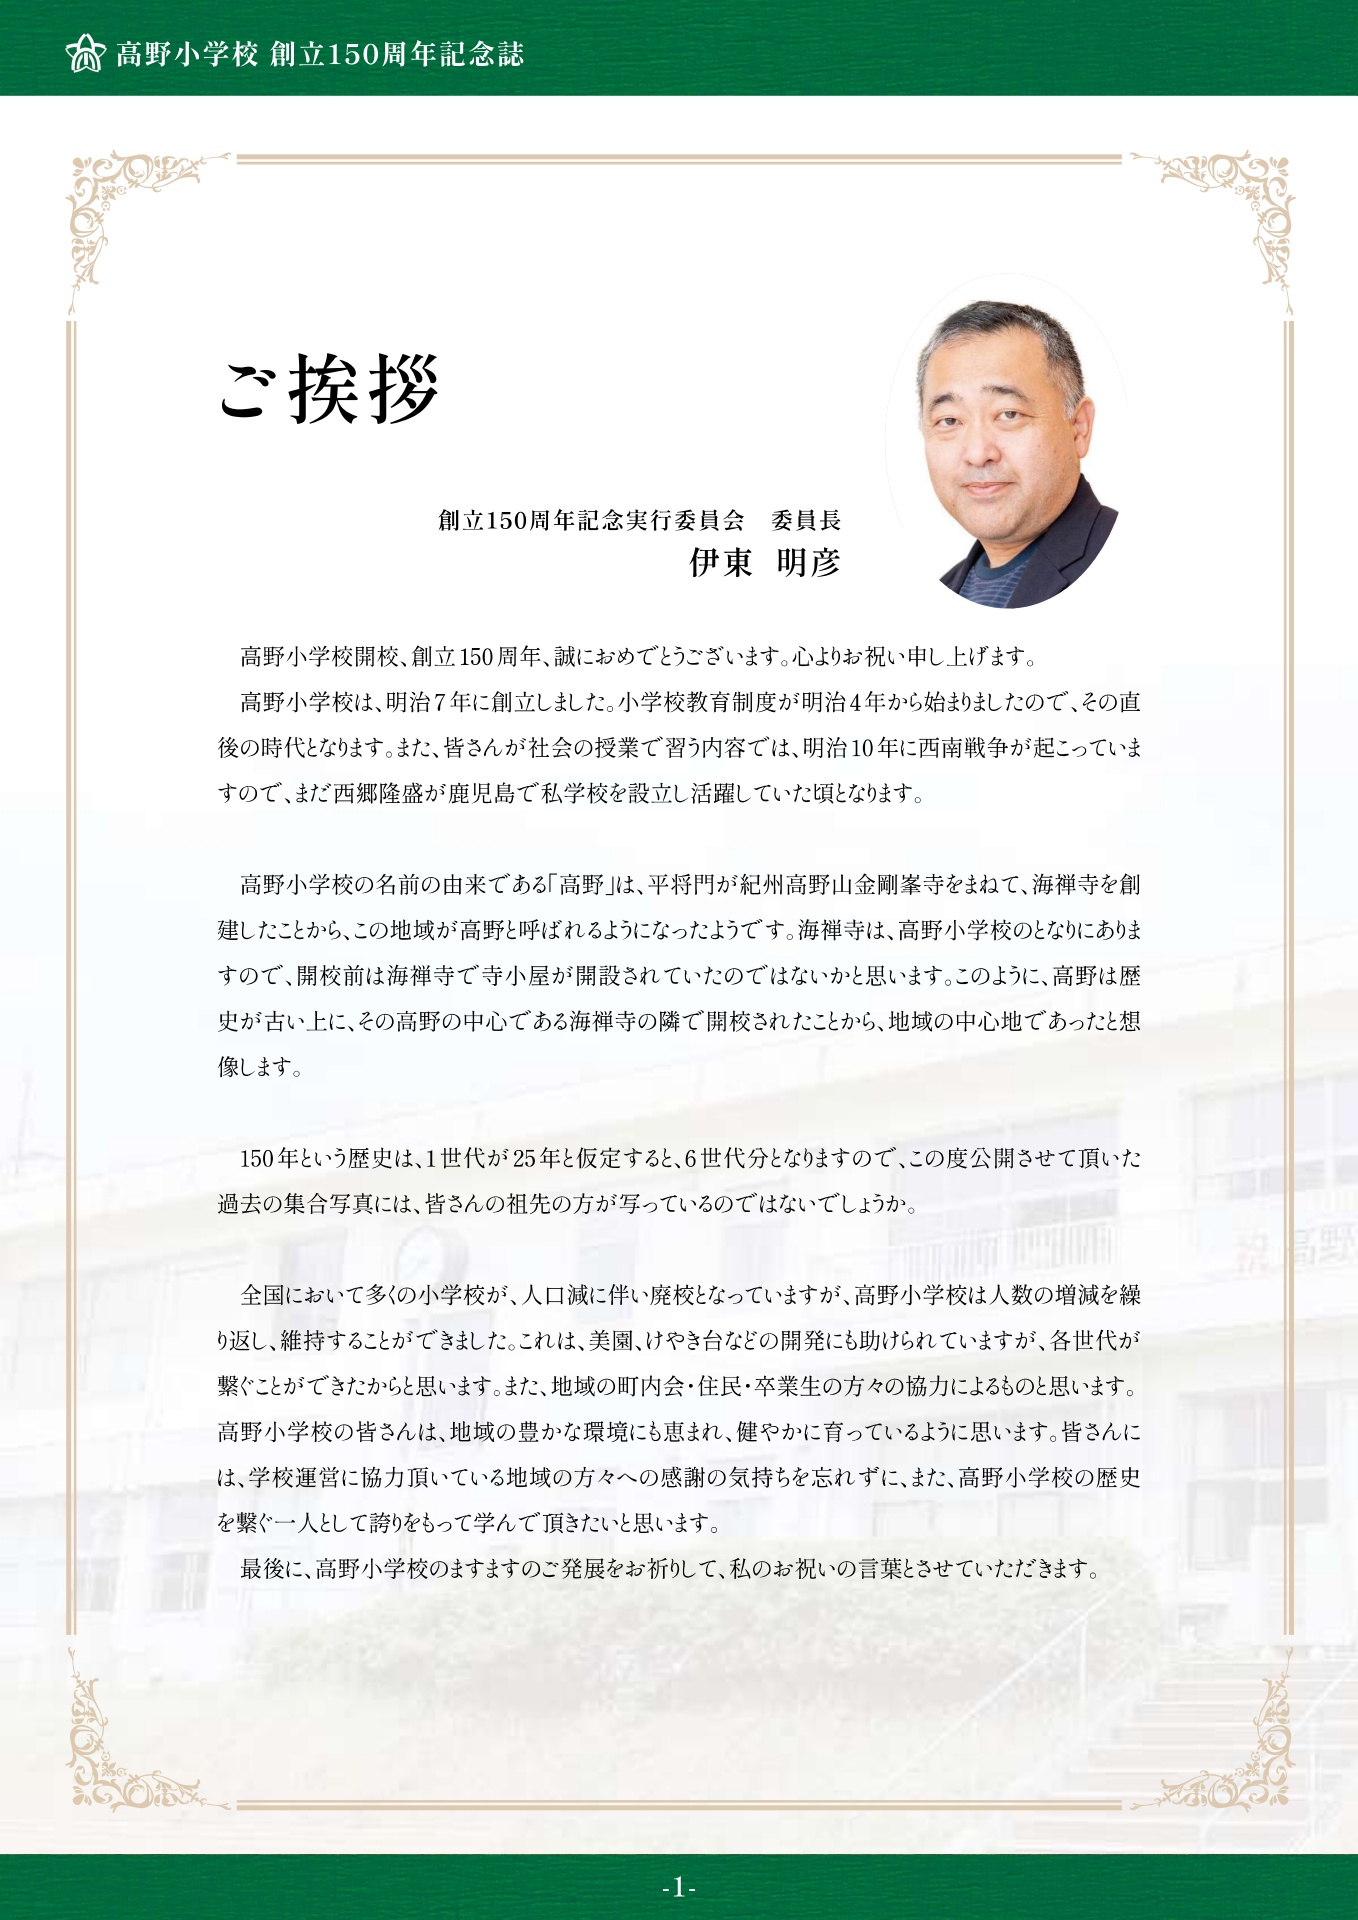 高野小学校 創立150周年記念誌
ご挨拶
創立150周年記念実行委員会　委員長
伊東 明彦
高野小学校開校、創立150周年、誠におめでとうございます。心よりお祝い申し上げます。
高野小学校は、明治7年に創立しました。小学校教育制度が明治4年から始まりましたので、その直
後の時代となります。また、皆さんが社会の授業で習う内容では、明治10年に西南戦争が起こっていま
すので、まだ西郷隆盛が鹿児島で私学校を設立し活躍していた頃となります。
高野小学校の名前の由来である「高野」は、平将門が紀州高野山金剛峯寺をまねて、海禅寺を創
建したことから、この地域が高野と呼ばれるようになったようです。海禅寺は、高野小学校のとなりにありま
すので、開校前は海禅寺で寺小屋が開設されていたのではないかと思います。このように、高野は歴
史が古い上に、その高野の中心である海禅寺の隣で開校されたことから、地域の中心地であったと想
像します。
150年という歴史は、1世代が25年と仮定すると、6世代分となりますので、この度公開させて頂いた
過去の集合写真には、皆さんの祖先の方が写っているのではないでしょうか。
全国において多くの小学校が、人口減に伴い廃校となっていますが、高野小学校は人数の増減を繰
り返し、維持することができました。これは、美園、けやき台などの開発にも助けられていますが、各世代が
繋ぐことができたからと思います。また、地域の町内会・住民・卒業生の方々の協力によるものと思います。
高野小学校の皆さんは、地域の豊かな環境にも恵まれ、健やかに育っているように思います。皆さんに
は、学校運営に協力頂いている地域の方々への感謝の気持ちを忘れずに、また、高野小学校の歴史
を繋ぐ一人として誇りをもって学んで頂きたいと思います。
最後に、高野小学校のますますのご発展をお祈りして、私のお祝いの言葉とさせていただきます。
祝 高野
-1-